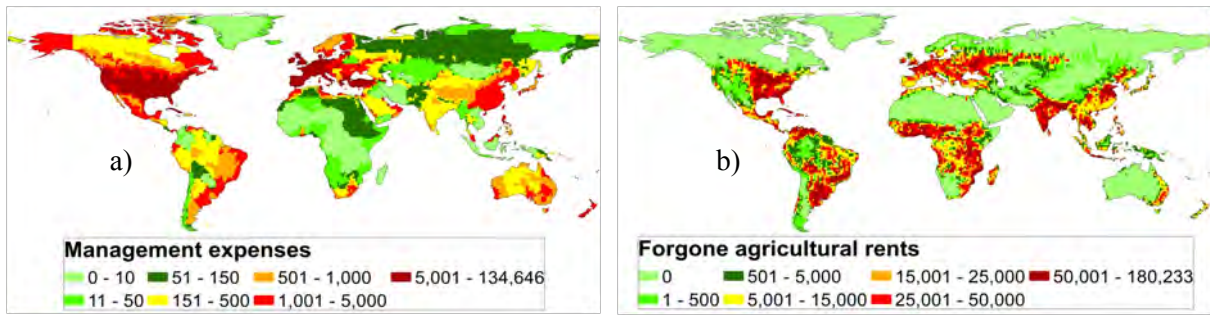 a)
Management expenses
0 - 10 51 - 150 501 - 1,000 5,001 - 134,646
11 - 50 151 - 500 1,001 - 5,000
b)
Forgone agricultural rents
0 501 - 5,000 15,001 - 25,000 50,001 - 180,233
1 - 500 5,001 - 15,000 25,001 - 50,000